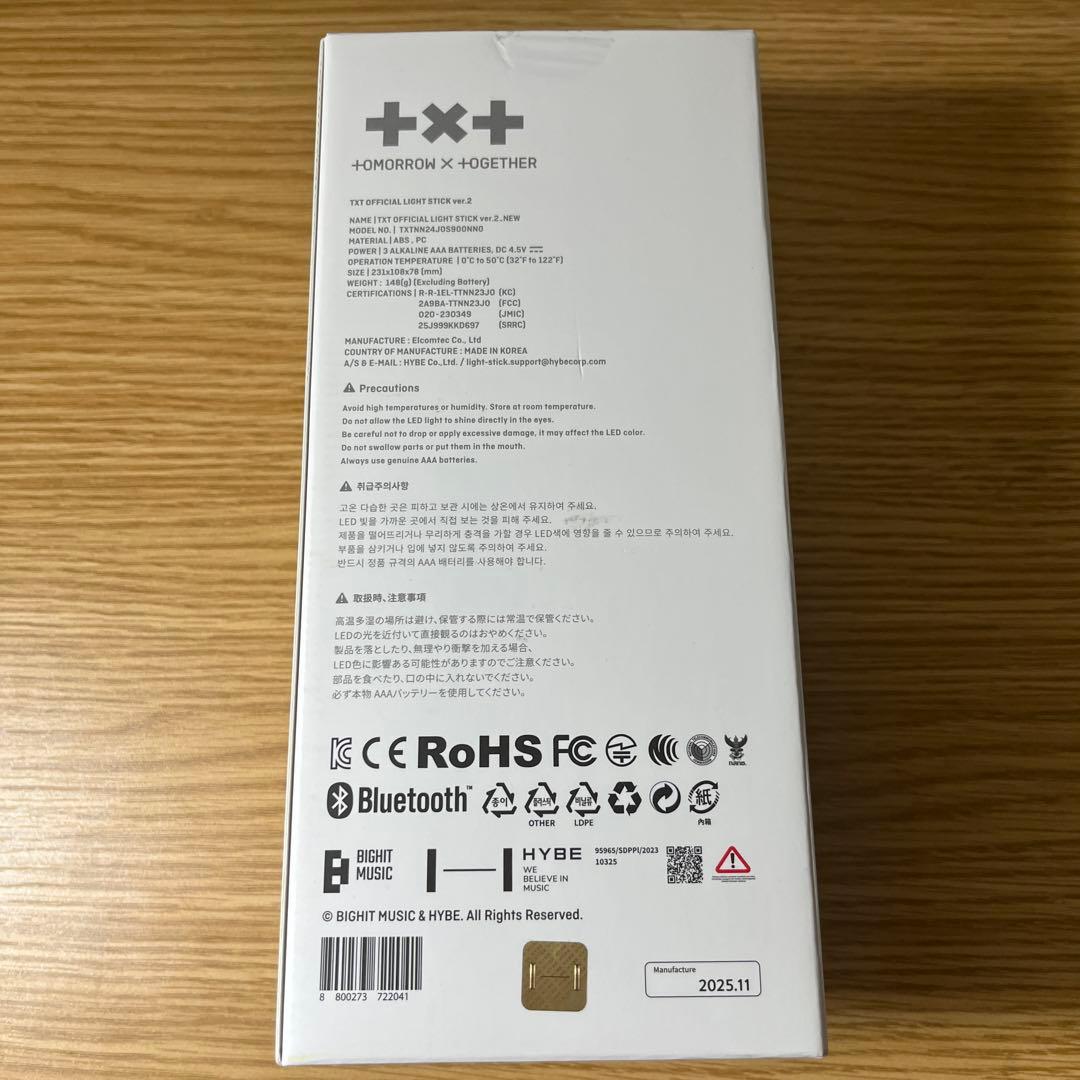 +×+
+OMORROW × +OGETHER
TXT OFFICIAL LIGHT STICK ver.2
NAME | TXT OFFICIAL LIGHT STICK ver.2_NEW
MODEL NO. | TXTNN24J0S900NN0
MATERIAL | ABS , PC
POWER | 3 ALKALINE AAA BATTERIES, DC 4.5V
OPERATION TEMPERATURE | 0°C to 50°C (32°F to 122°F)
SIZE | 231x108x78 (mm)
WEIGHT : 148(g) (Excluding Battery)
CERTIFICATIONS | R-R-1EL-TTNN23J0 (KC)
2A9BA-TTNN23J0 (FCC)
020-230349 (JMIC)
25J999KKD697 (SRRC)
MANUFACTURE : Elcomtec Co., Ltd
COUNTRY OF MANUFACTURE : MADE IN KOREA
A/S & E-MAIL : HYBE Co.,Ltd. / light-stick.support@hybecorp.com
Precautions
Avoid high temperatures or humidity. Store at room temperature.
Do not allow the LED light to shine directly in the eyes.
Be careful not to drop or apply excessive damage, it may affect the LED color.
Do not swallow parts or put them in the mouth.
Always use genuine AAA batteries.
취급주의사항
고온 다습한 곳은 피하고 보관 시에는 상온에서 유지하여 주세요.
LED 빛을 가까운 곳에서 직접 보는 것을 피해 주세요.
제품을 떨어뜨리거나 무리하게 충격을 가할 경우 LED색에 영향을 줄 수 있으므로 주의하여 주세요.
부품을 삼키거나 입에 넣지 않도록 주의하여 주세요.
반드시 정품 규격의 AAA 배터리를 사용해야 합니다.
取扱時、注意事項
高温多湿の場所は避け、保管する際には常温で保管ください。
LEDの光を近付いて直接観るのはおやめください。
製品を落としたり、無理やり衝撃を加える場合、
LED色に影響ある可能性がありますのでご注意ください。
部品を食べたり、口の中に入れないでください。
必ず本物 AAAバッテリーを使用してください。
CE RoHS FC
Bluetooth™ 종이 플라스틱 비닐류 紙
OTHER LDPE 內箱
BIGHIT MUSIC
HYBE
WE BELIEVE IN MUSIC
95965/SDPPI/2023
10325
© BIGHIT MUSIC & HYBE. All Rights Reserved.
8 800273 722041
Manufacture
2025.11